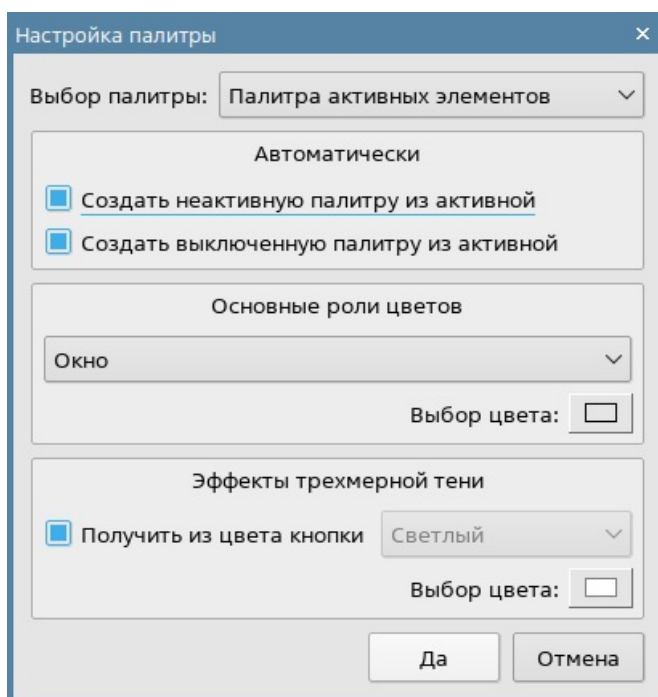 Настройка палитры
Выбор палитры: Палитра активных элементов
Автоматически
Создать неактивную палитру из активной
Создать выключенную палитру из активной
Основные роли цветов
Окно
Выбор цвета:
Эффекты трехмерной тени
Получить из цвета кнопки Светлый
Выбор цвета:
Да Отмена